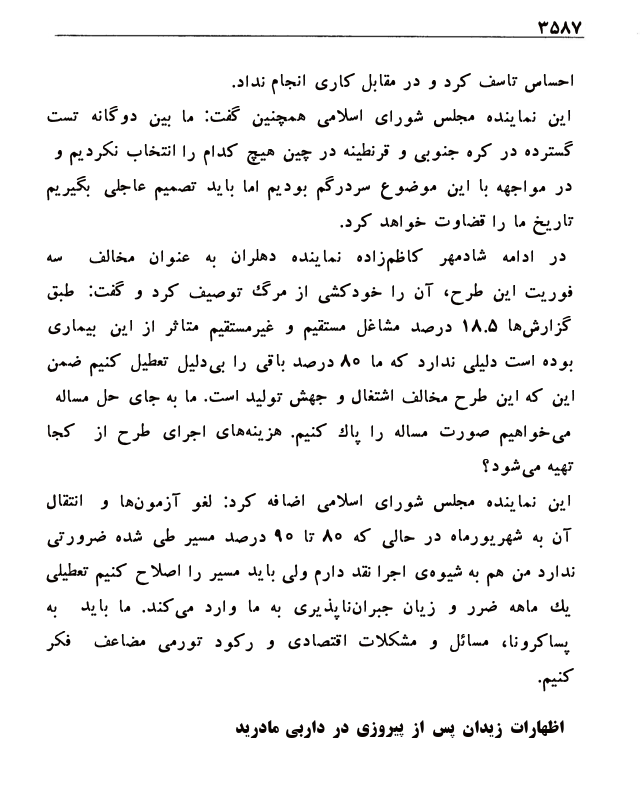 ۳۵۸۷
احساس تاسف کرد و در مقابل کاری انجام نداد.
این نماینده مجلس شورای اسلامی همچنین گفت: ما بین دوگانه تست
گسترده در کره جنوبی و قرنطینه در چین هیچ کدام را انتخاب نکردیم و
در مواجهه با این موضوع سردرگم بودیم اما باید تصمیم عاجلی بگیریم
تاریخ ما را قضاوت خواهد کرد.
در ادامه شادمهر کاظم‌زاده نماینده دهلران به عنوان مخالف سه
فوریت این طرح، آن را خودکشی از مرگ توصیف کرد و گفت: طبق
گزارش‌ها ۱۸.۵ درصد مشاغل مستقیم و غیرمستقیم متاثر از این بیماری
بوده است دلیلی ندارد که ما ۸۰ درصد باقی را بی‌دلیل تعطیل کنیم ضمن
این که این طرح مخالف اشتغال و جهش تولید است. ما به جای حل مساله
می‌خواهیم صورت مساله را پاک کنیم. هزینه‌های اجرای طرح از کجا
تهیه می‌شود؟
این نماینده مجلس شورای اسلامی اضافه کرد: لغو آزمون‌ها و انتقال
آن به شهریورماه در حالی که ۸۰ تا ۹۰ درصد مسیر طی شده ضرورتی
ندارد من هم به شیوه‌ی اجرا نقد دارم ولی باید مسیر را اصلاح کنیم تعطیلی
یک ماهه ضرر و زیان جبران‌ناپذیری به ما وارد می‌کند. ما باید به
پساکرونا، مسائل و مشکلات اقتصادی و رکود تورمی مضاعف فکر
کنیم.
اظهارات زیدان پس از پیروزی در داربی مادرید